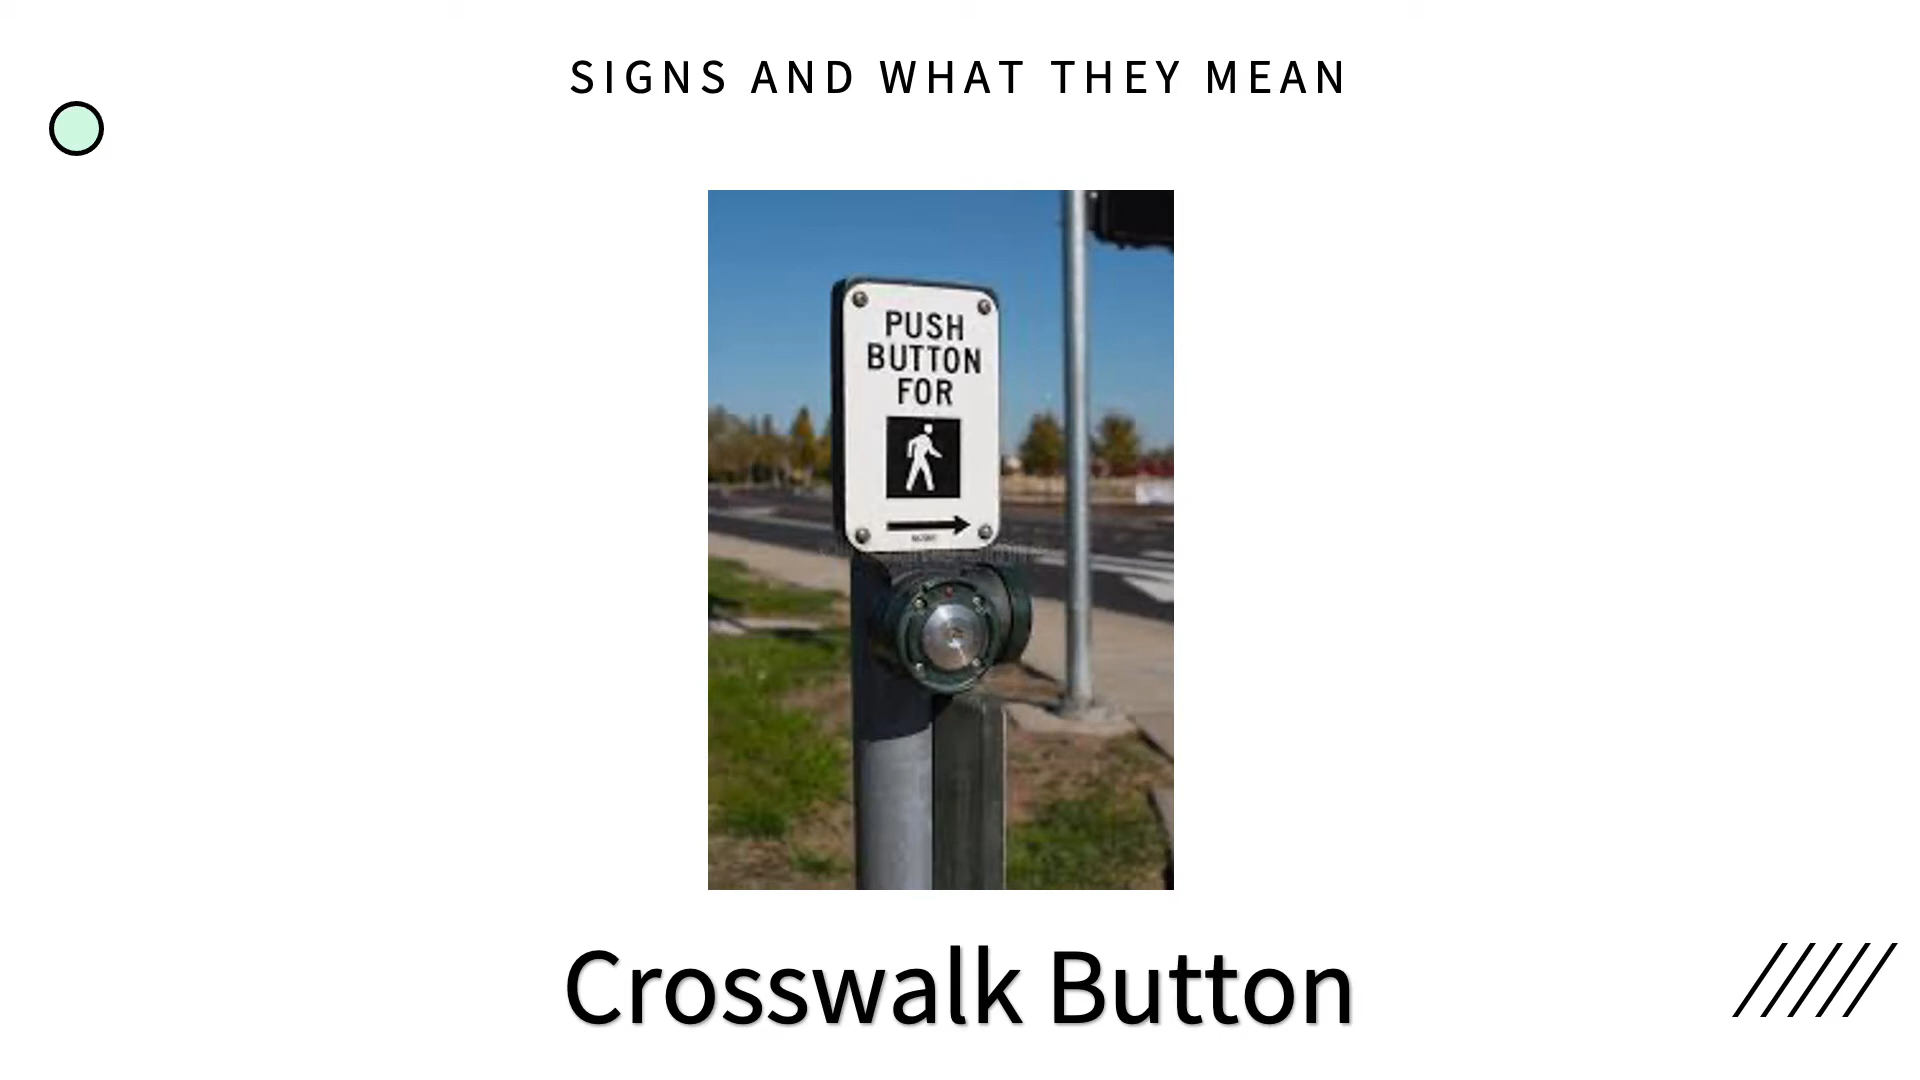 SIGNS AND WHAT THEY MEAN
PUSH
BUTTON
FOR
Crosswalk Button